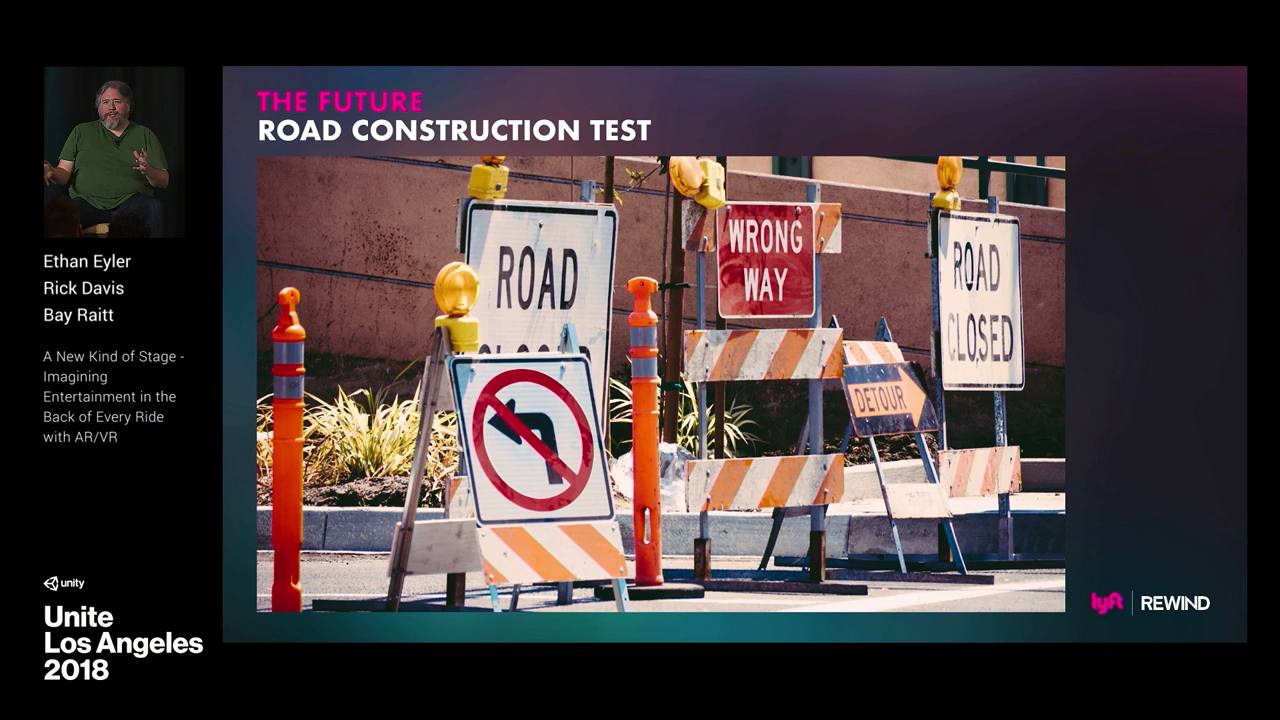 Ethan Eyler
Rick Davis
Bay Raitt
A New Kind of Stage -
Imagining
Entertainment in the
Back of Every Ride
with AR/VR
unity
Unite
Los Angeles
2018
THE FUTURE
ROAD CONSTRUCTION TEST
ROAD
CLOSED
WRONG
WAY
DETOUR
ROAD
CLOSED
lyft REWIND